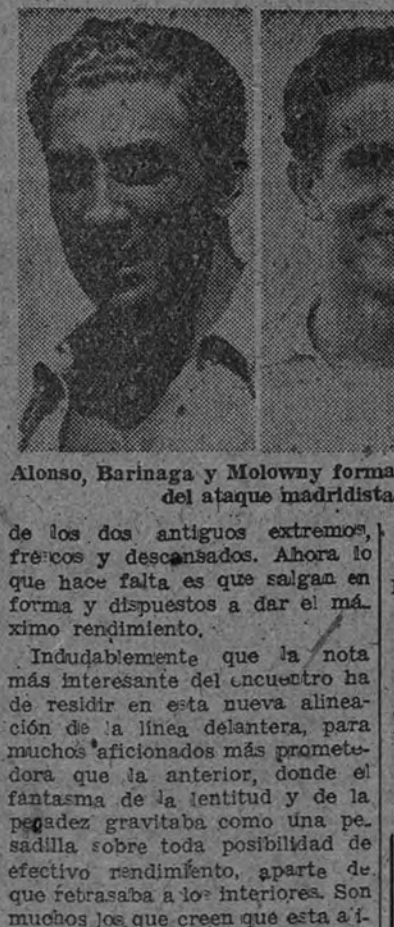 Alonso, Barinaga y Molowny forma
del ataque madridista
de los dos antiguos extremos,
frescos y descansados. Ahora lo
que hace falta es que salgan en
forma y dispuestos a dar el má-
ximo rendimiento.
Indudablemente que la nota
más interesante del encuentro ha
de residir en esta nueva alinea-
ción de la línea delantera, para
muchos aficionados más promete-
dora que la anterior, donde el
fantasma de la lentitud y de la
pesadez gravitaba como una pe-
sadilla sobre toda posibilidad de
efectivo rendimiento, aparte de
que retrasaba a los interiores. Son
muchos los que creen que esta ali-